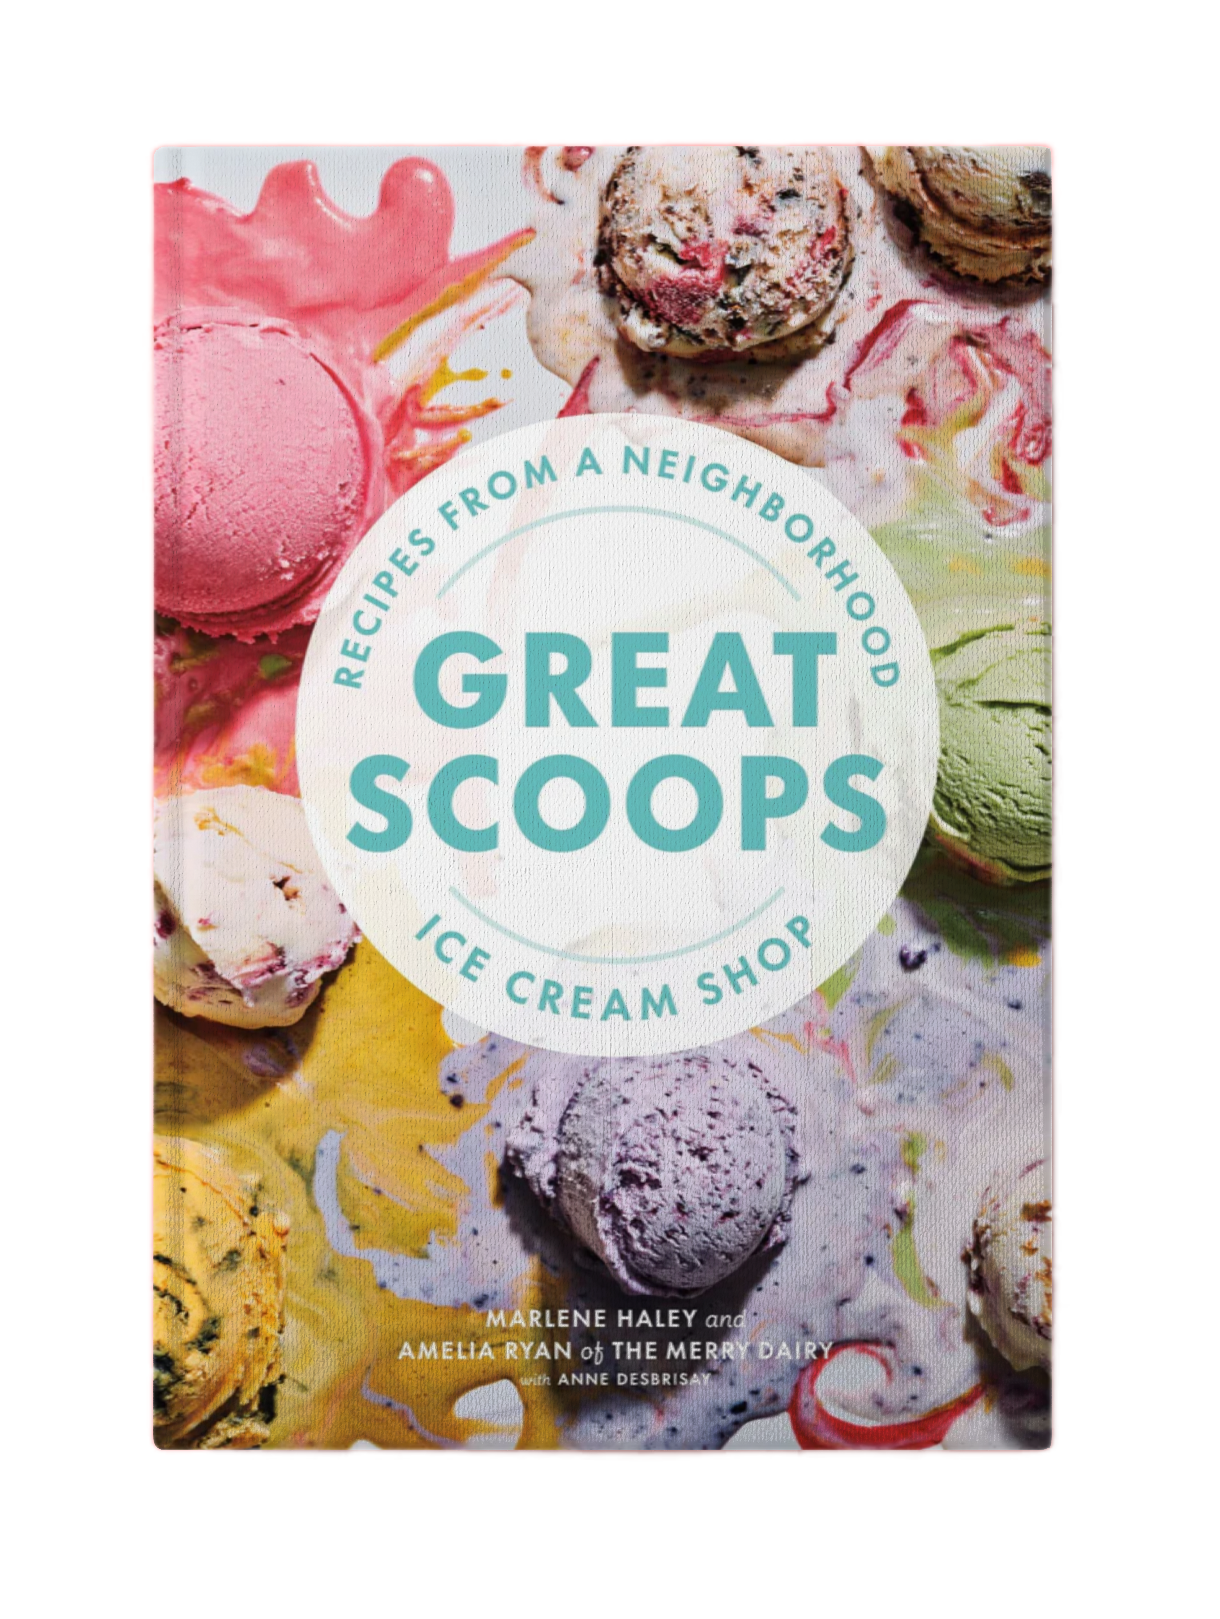 RECIPES FROM A NEIGHBORHOOD
GREAT
SCOOPS
ICE CREAM SHOP
MARLENE HALEY and
AMELIA RYAN of THE MERRY DAIRY
with ANNE DESBRISAY